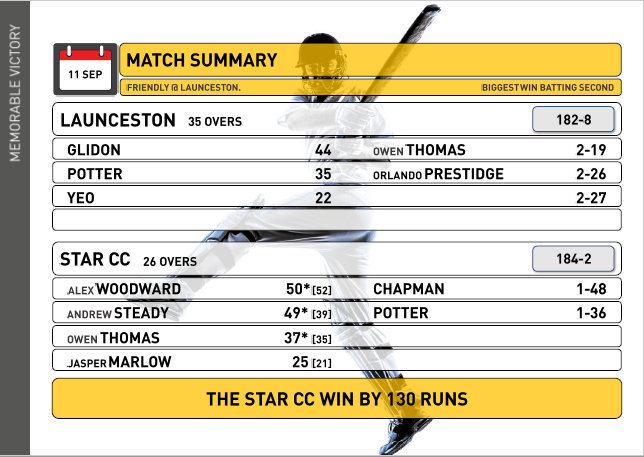 MEMORABLE VICTORY
11 SEP
MATCH SUMMARY
FRIENDLY @ LAUNCESTON. BIGGEST WIN BATTING SECOND
LAUNCESTON 35 OVERS 182-8
GLIDON 44 OWEN THOMAS 2-19
POTTER 35 ORLANDO PRESTIDGE 2-26
YEO 22 2-27
STAR CC 26 OVERS 184-2
ALEX WOODWARD 50* [52] CHAPMAN 1-48
ANDREW STEADY 49* [39] POTTER 1-36
OWEN THOMAS 37* [35]
JASPER MARLOW 25 [21]
THE STAR CC WIN BY 130 RUNS